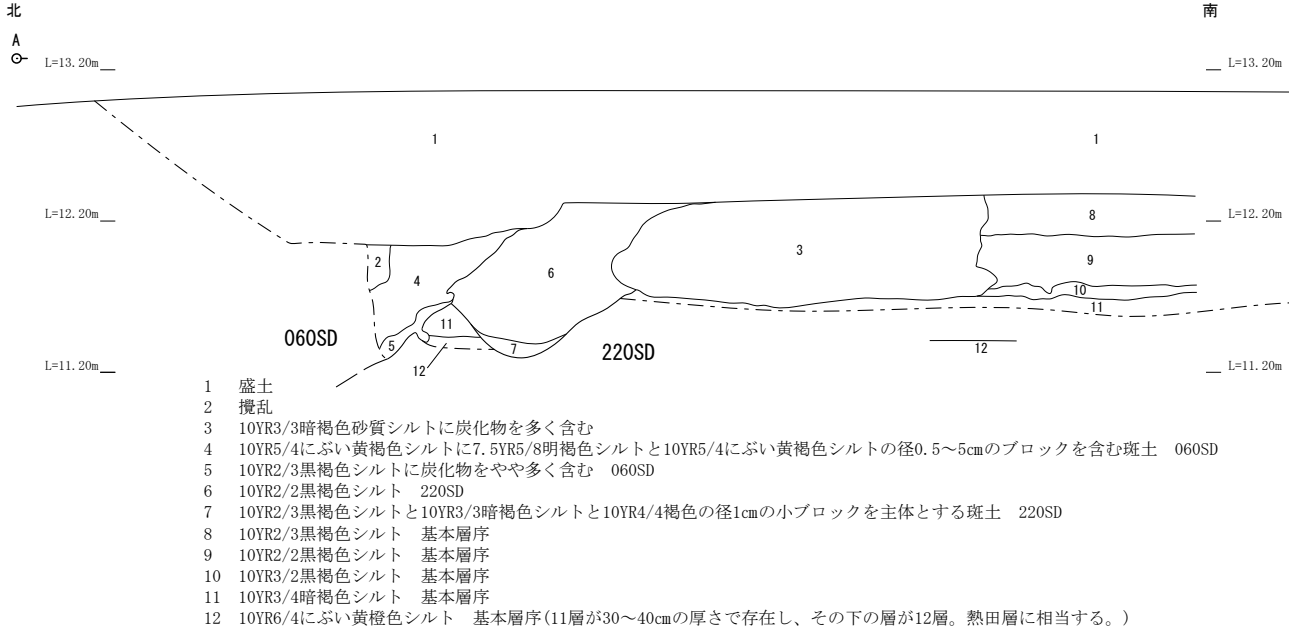 北 南
A
L=13.20m L=13.20m
1 1
L=12.20m L=12.20m
8
2
3
9
4
6
10
11
11
060SD
5
7
220SD
12
12
L=11.20m L=11.20m
1 盛土
2 攪乱
3 10YR3/3暗褐色砂質シルトに炭化物を多く含む
4 10YR5/4にぶい黄褐色シルトに7.5YR5/8明褐色シルトと10YR5/4にぶい黄褐色シルトの径0.5～5cmのブロックを含む斑土 060SD
5 10YR2/3黒褐色シルトに炭化物をやや多く含む 060SD
6 10YR2/2黒褐色シルト 220SD
7 10YR2/3黒褐色シルトと10YR3/3暗褐色シルトと10YR4/4褐色の径1cmの小ブロックを主体とする斑土 220SD
8 10YR2/3黒褐色シルト 基本層序
9 10YR2/2黒褐色シルト 基本層序
10 10YR3/2黒褐色シルト 基本層序
11 10YR3/4暗褐色シルト 基本層序
12 10YR6/4にぶい黄橙色シルト 基本層序(11層が30～40cmの厚さで存在し、その下の層が12層。熱田層に相当する。)